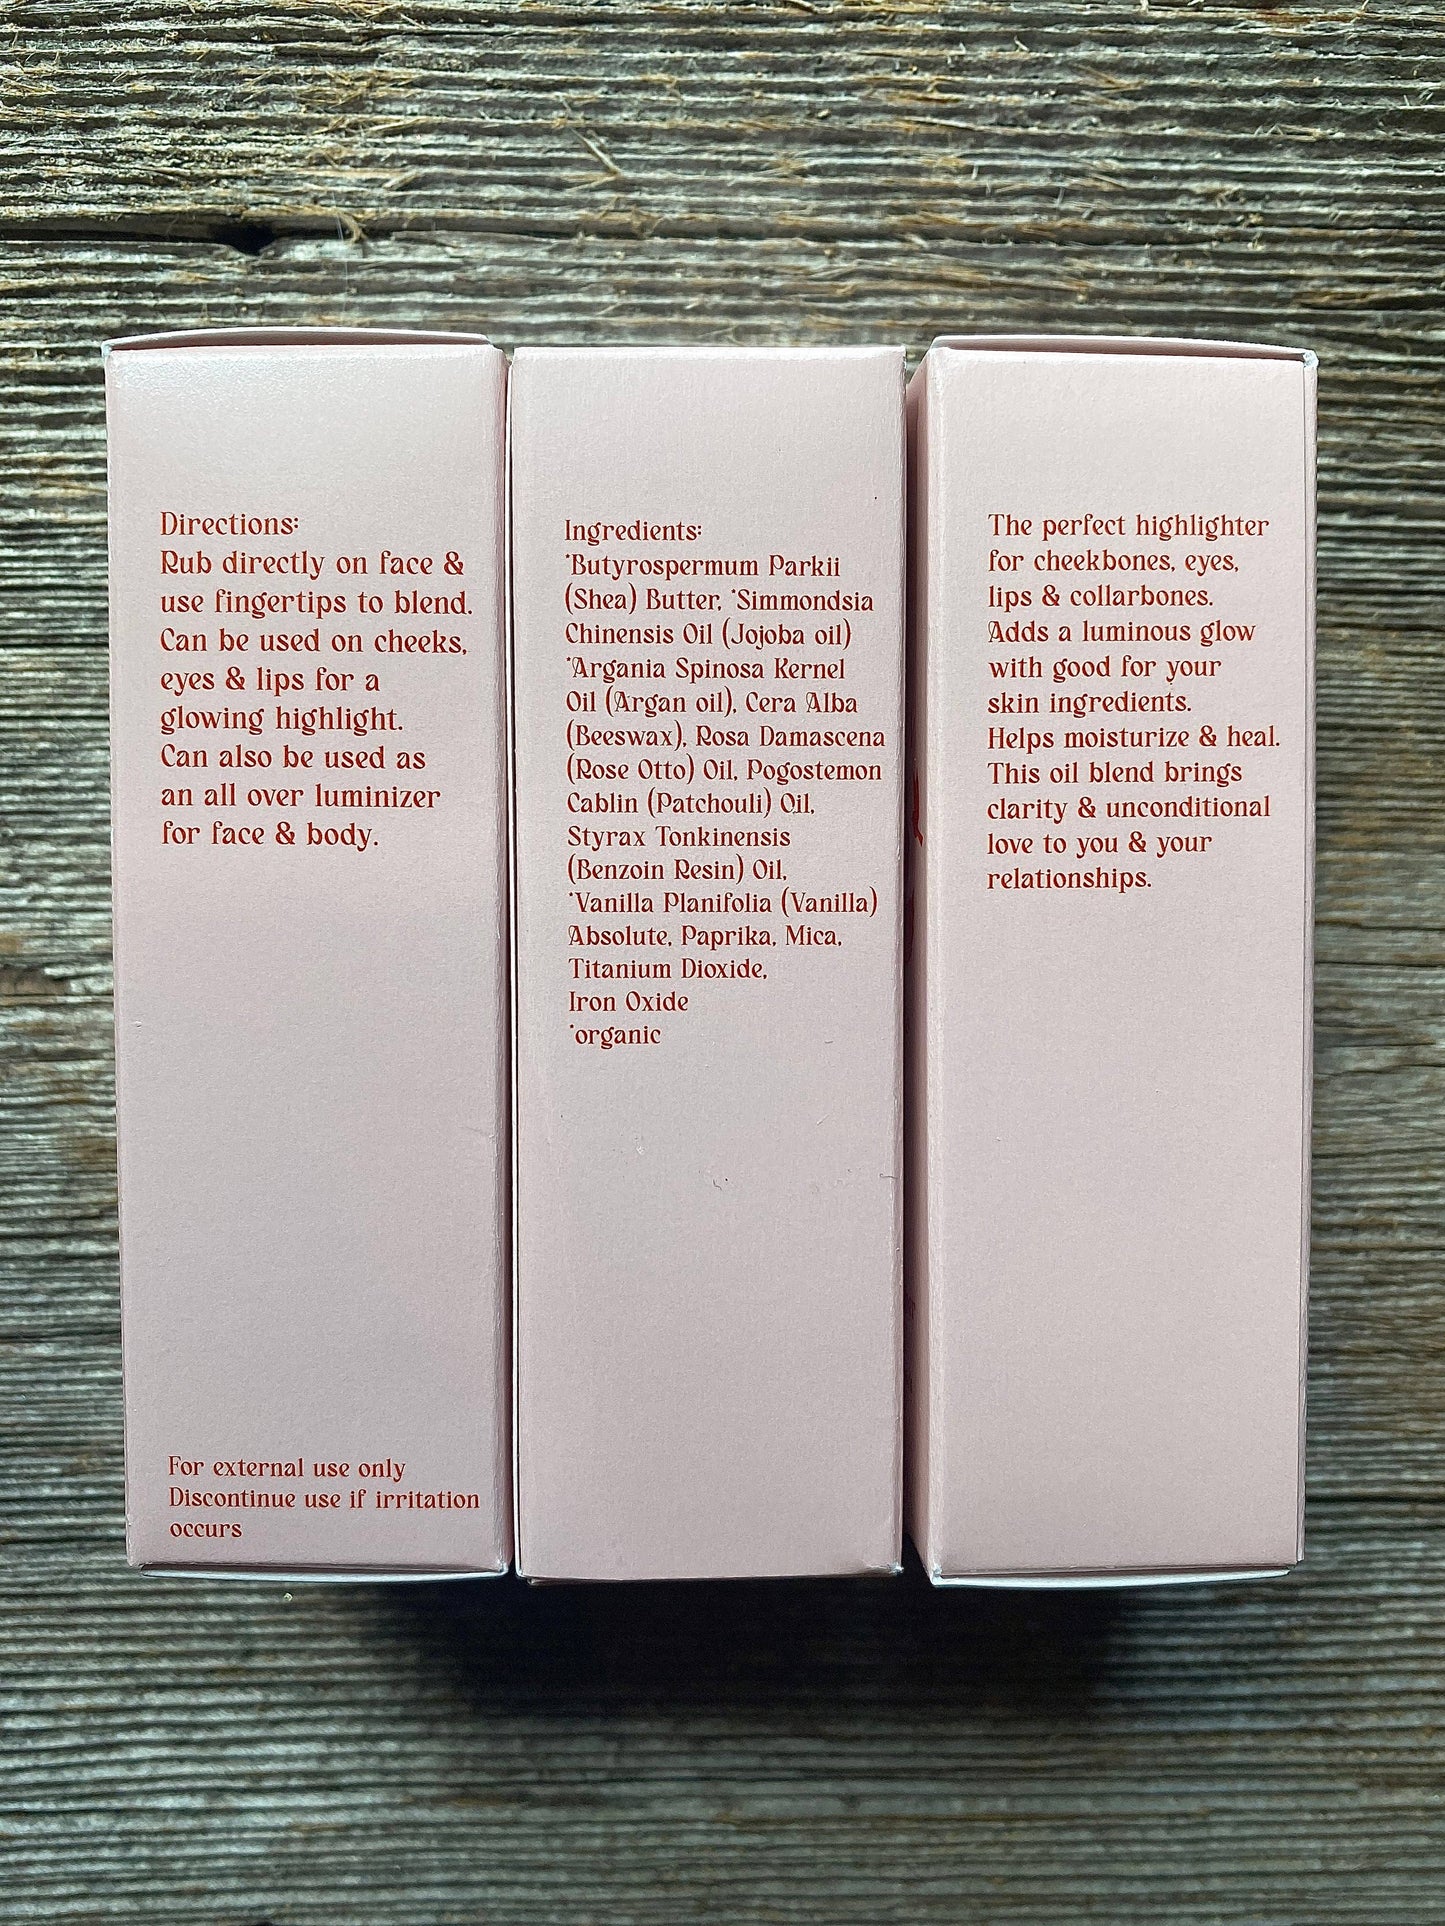 Directions:
Rub directly on face &
use fingertips to blend.
Can be used on cheeks,
eyes & lips for a
glowing highlight.
Can also be used as
an all over luminizer
for face & body.
For external use only
Discontinue use if irritation
occurs
Ingredients:
*Butyrospermum Parkii
(Shea) Butter, *Simmondsia
Chinensis Oil (Jojoba oil)
*Argania Spinosa Kernel
Oil (Argan oil), Cera Alba
(Beeswax), Rosa Damascena
(Rose Otto) Oil, Pogostemon
Cablin (Patchouli) Oil,
Styrax Tonkinensis
(Benzoin Resin) Oil,
*Vanilla Planifolia (Vanilla)
Absolute, Paprika, Mica,
Titanium Dioxide,
Iron Oxide
*organic
The perfect highlighter
for cheekbones, eyes,
lips & collarbones.
Adds a luminous glow
with good for your
skin ingredients.
Helps moisturize & heal.
This oil blend brings
clarity & unconditional
love to you & your
relationships.